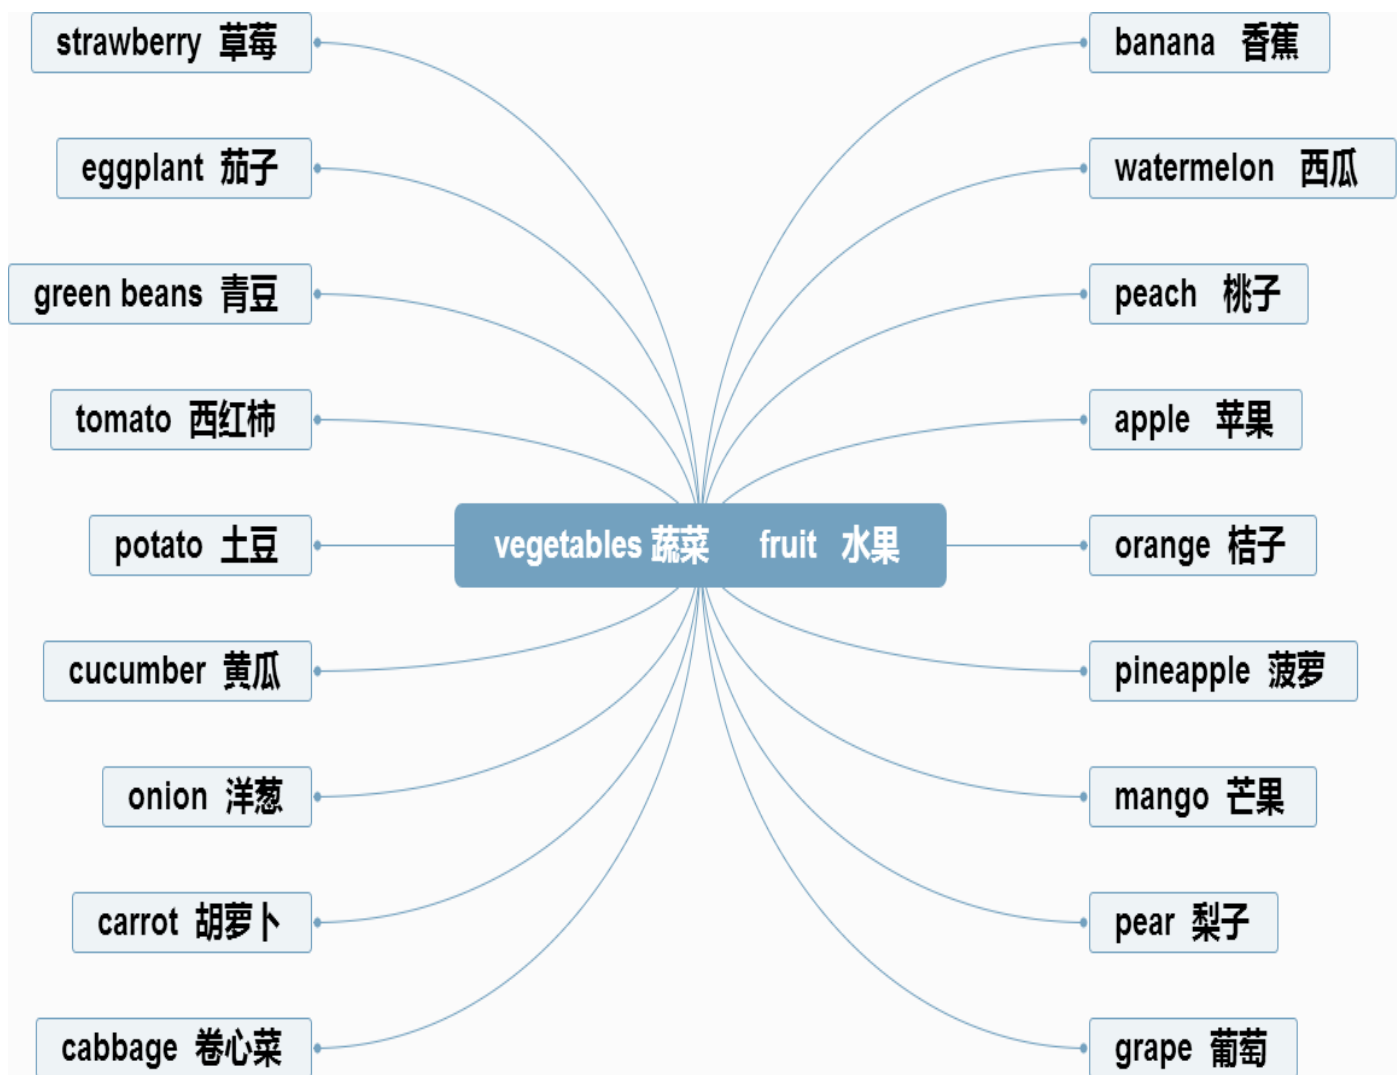 strawberry 草莓
eggplant 茄子
green beans 青豆
tomato 西红柿
potato 土豆
cucumber 黄瓜
onion 洋葱
carrot 胡萝卜
cabbage 卷心菜
vegetables 蔬菜 fruit 水果
banana 香蕉
watermelon 西瓜
peach 桃子
apple 苹果
orange 桔子
pineapple 菠萝
mango 芒果
pear 梨子
grape 葡萄